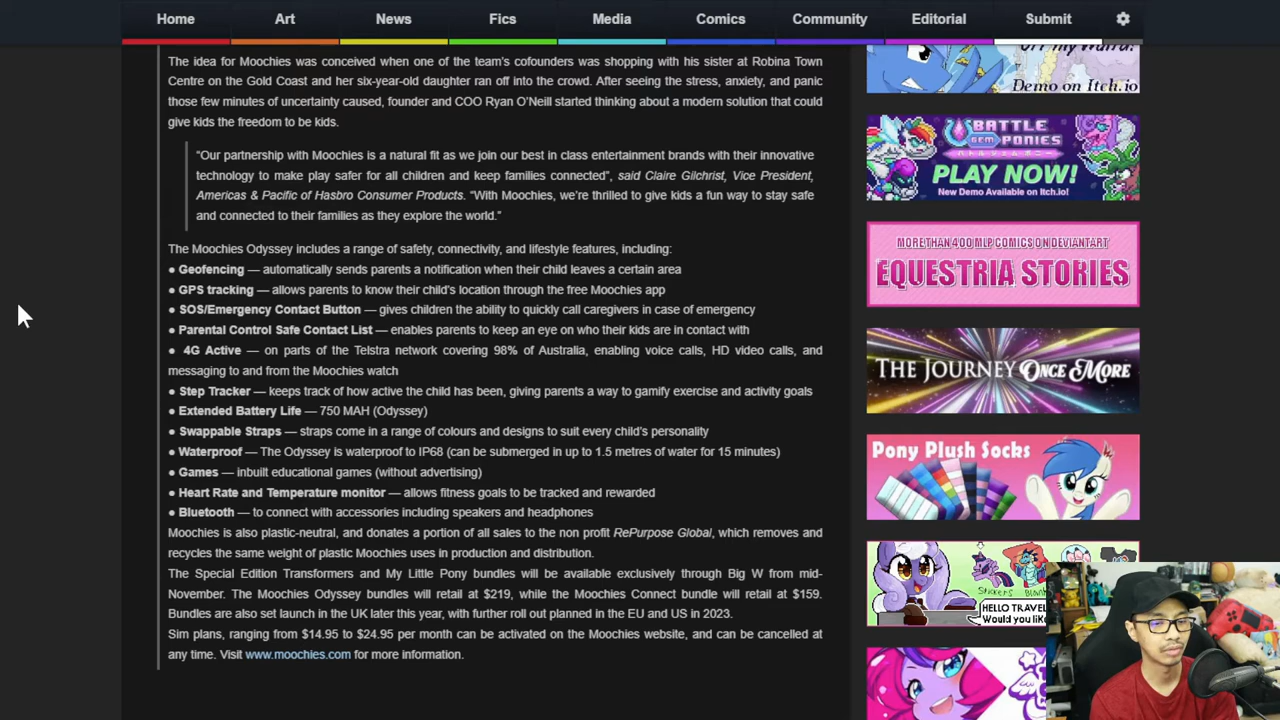 Home Art News Fics Media Comics Community Editorial Submit
The idea for Moochies was conceived when one of the team's cofounders was shopping with his sister at Robina Town
Centre on the Gold Coast and her six-year-old daughter ran off into the crowd. After seeing the stress, anxiety, and panic
those few minutes of uncertainty caused, founder and COO Ryan O'Neill started thinking about a modern solution that could
give kids the freedom to be kids.
"Our partnership with Moochies is a natural fit as we join our best in class entertainment brands with their innovative
technology to make play safer for all children and keep families connected", said Claire Gilchrist, Vice President,
Americas & Pacific of Hasbro Consumer Products. "With Moochies, we're thrilled to give kids a fun way to stay safe
and connected to their families as they explore the world."
The Moochies Odyssey includes a range of safety, connectivity, and lifestyle features, including:
● Geofencing — automatically sends parents a notification when their child leaves a certain area
● GPS tracking — allows parents to know their child's location through the free Moochies app
● SOS/Emergency Contact Button — gives children the ability to quickly call caregivers in case of emergency
● Parental Control Safe Contact List — enables parents to keep an eye on who their kids are in contact with
● 4G Active — on parts of the Telstra network covering 98% of Australia, enabling voice calls, HD video calls, and
messaging to and from the Moochies watch
● Step Tracker — keeps track of how active the child has been, giving parents a way to gamify exercise and activity goals
● Extended Battery Life — 750 MAH (Odyssey)
● Swappable Straps — straps come in a range of colours and designs to suit every child's personality
● Waterproof — The Odyssey is waterproof to IP68 (can be submerged in up to 1.5 metres of water for 15 minutes)
● Games — inbuilt educational games (without advertising)
● Heart Rate and Temperature monitor — allows fitness goals to be tracked and rewarded
● Bluetooth — to connect with accessories including speakers and headphones
Moochies is also plastic-neutral, and donates a portion of all sales to the non profit RePurpose Global, which removes and
recycles the same weight of plastic Moochies uses in production and distribution.
The Special Edition Transformers and My Little Pony bundles will be available exclusively through Big W from mid-
November. The Moochies Odyssey bundles will retail at $219, while the Moochies Connect bundle will retail at $159.
Bundles are also set launch in the UK later this year, with further roll out planned in the EU and US in 2023.
Sim plans, ranging from $14.95 to $24.95 per month can be activated on the Moochies website, and can be cancelled at
any time. Visit www.moochies.com for more information.
Demo on Itch.io
BATTLE
GEM
PONIES
PLAY NOW!
New Demo Available on Itch.io!
MORE THAN 400 MLP COMICS ON DEVIANTART
EQUESTRIA STORIES
THE JOURNEY ONCE MORE
Pony Plush Socks
STICKERS
HELLO TRAVEL
Would you like